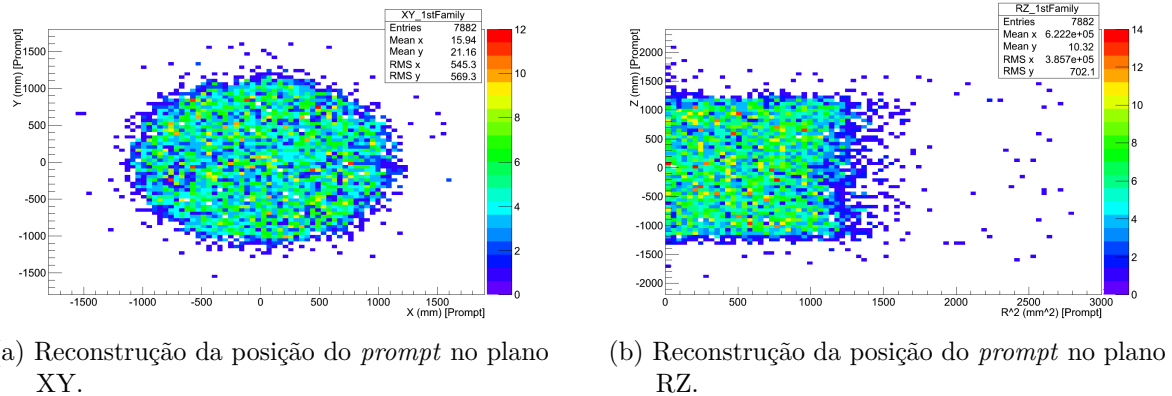 XY_1stFamily
Entries 7882
Mean x 15.94
Mean y 21.16
RMS x 545.3
RMS y 569.3
Y (mm) [Prompt]
1500
1000
500
0
-500
-1000
-1500
-1500 -1000 -500 0 500 1000 1500
X (mm) [Prompt]
12
10
8
6
4
2
0
RZ_1stFamily
Entries 7882
Mean x 6.222e+05
Mean y 10.32
RMS x 3.857e+05
RMS y 702.1
Z (mm) [Prompt]
2000
1500
1000
500
0
-500
-1000
-1500
-2000
0 500 1000 1500 2000 2500 3000
R^2 (mm^2) [Prompt]
14
12
10
8
6
4
2
0
a) Reconstrução da posição do prompt no plano
XY.
(b) Reconstrução da posição do prompt no plano
RZ.